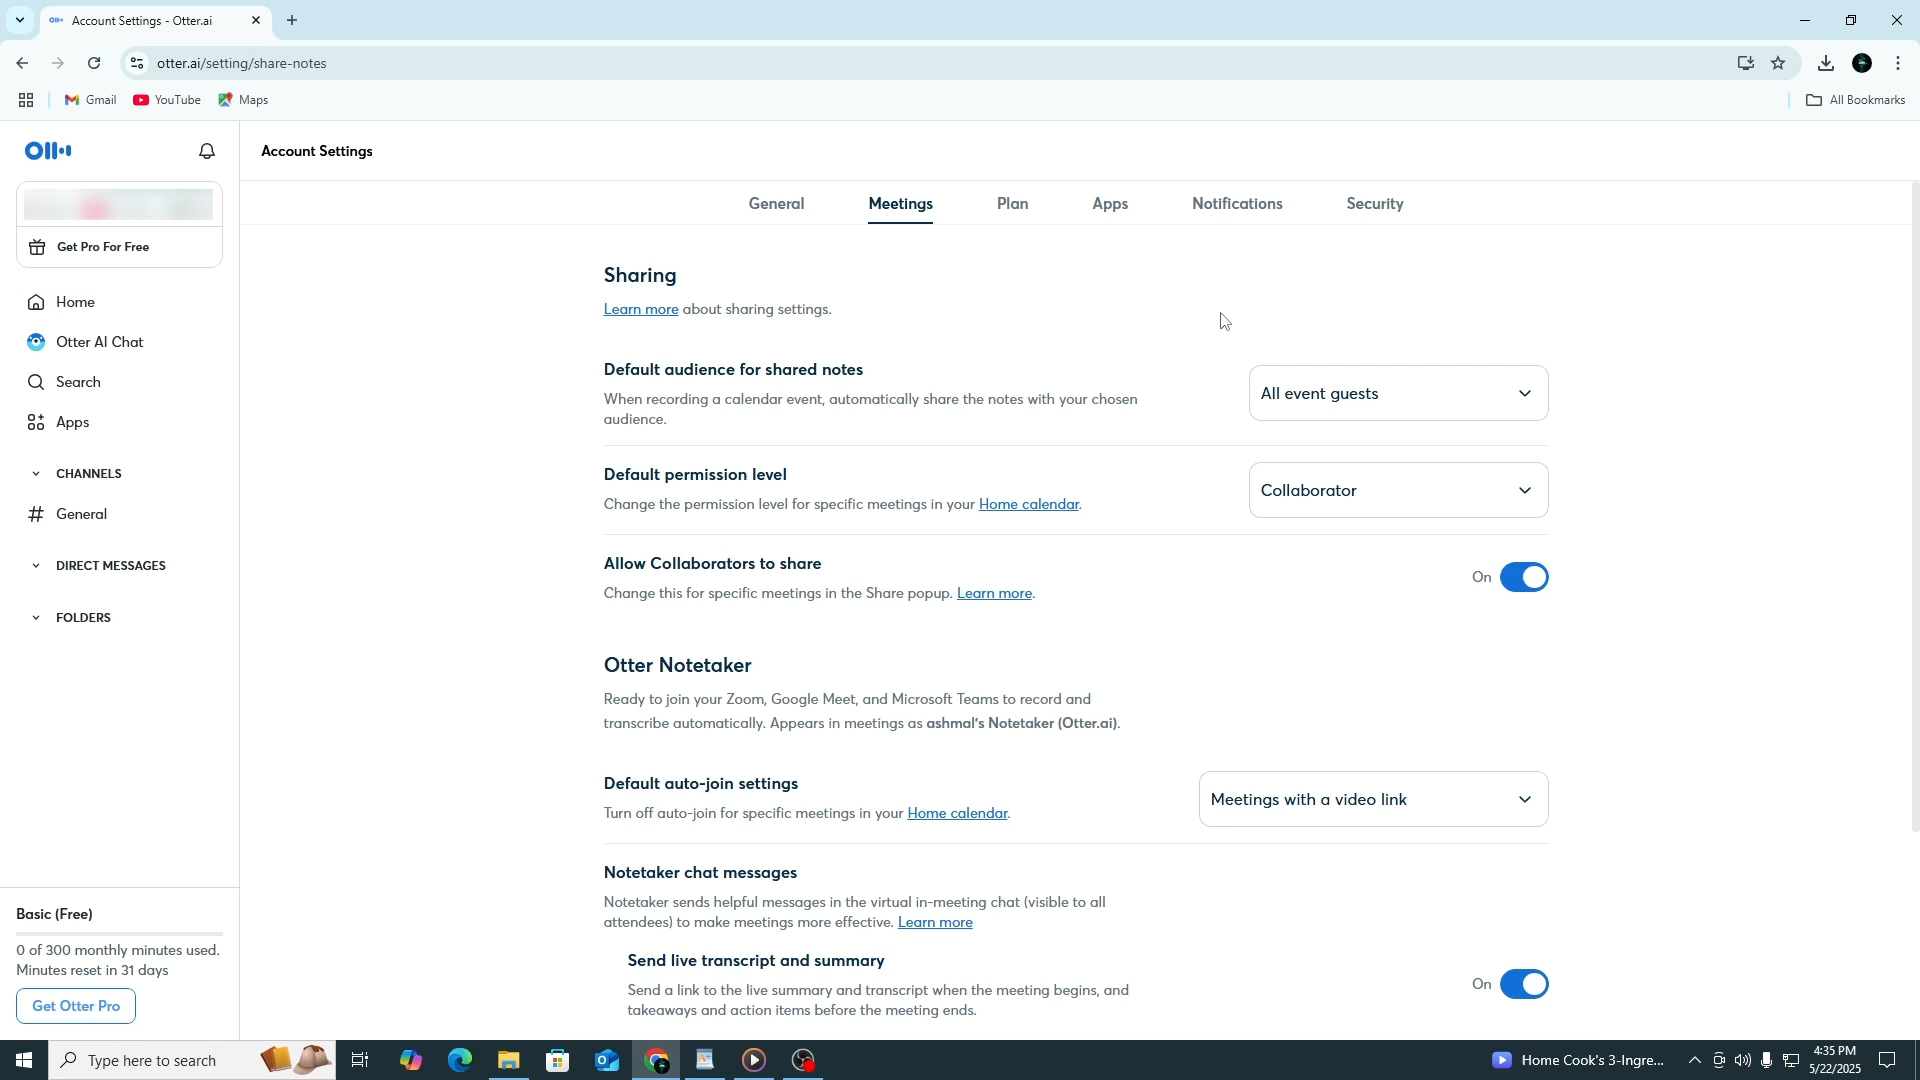 Account Settings - Otter.ai
otter.ai/setting/share-notes
Gmail
YouTube
Maps
All Bookmarks
Account Settings
Get Pro For Free
Home
Otter AI Chat
Search
Apps
CHANNELS
General
DIRECT MESSAGES
FOLDERS
Basic (Free)
0 of 300 monthly minutes used.
Minutes reset in 31 days
Get Otter Pro
General
Meetings
Plan
Apps
Notifications
Security
Sharing
Learn more about sharing settings.
Default audience for shared notes
When recording a calendar event, automatically share the notes with your chosen
audience.
All event guests
Default permission level
Change the permission level for specific meetings in your Home calendar.
Collaborator
Allow Collaborators to share
Change this for specific meetings in the Share popup. Learn more.
On
Otter Notetaker
Ready to join your Zoom, Google Meet, and Microsoft Teams to record and
transcribe automatically. Appears in meetings as ashmal's Notetaker (Otter.ai).
Default auto-join settings
Turn off auto-join for specific meetings in your Home calendar.
Meetings with a video link
Notetaker chat messages
Notetaker sends helpful messages in the virtual in-meeting chat (visible to all
attendees) to make meetings more effective. Learn more
Send live transcript and summary
Send a link to the live summary and transcript when the meeting begins, and
takeaways and action items before the meeting ends.
On
Type here to search
Home Cook's 3-Ingre...
4:35 PM
5/22/2025